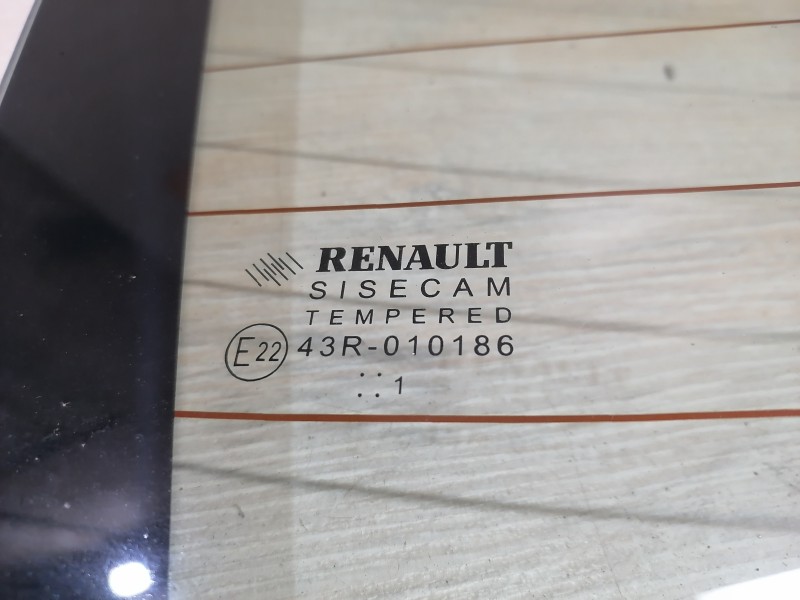 RENAULT
SISECAM
TEMPERED
E22 43R-010186
.. .. 1